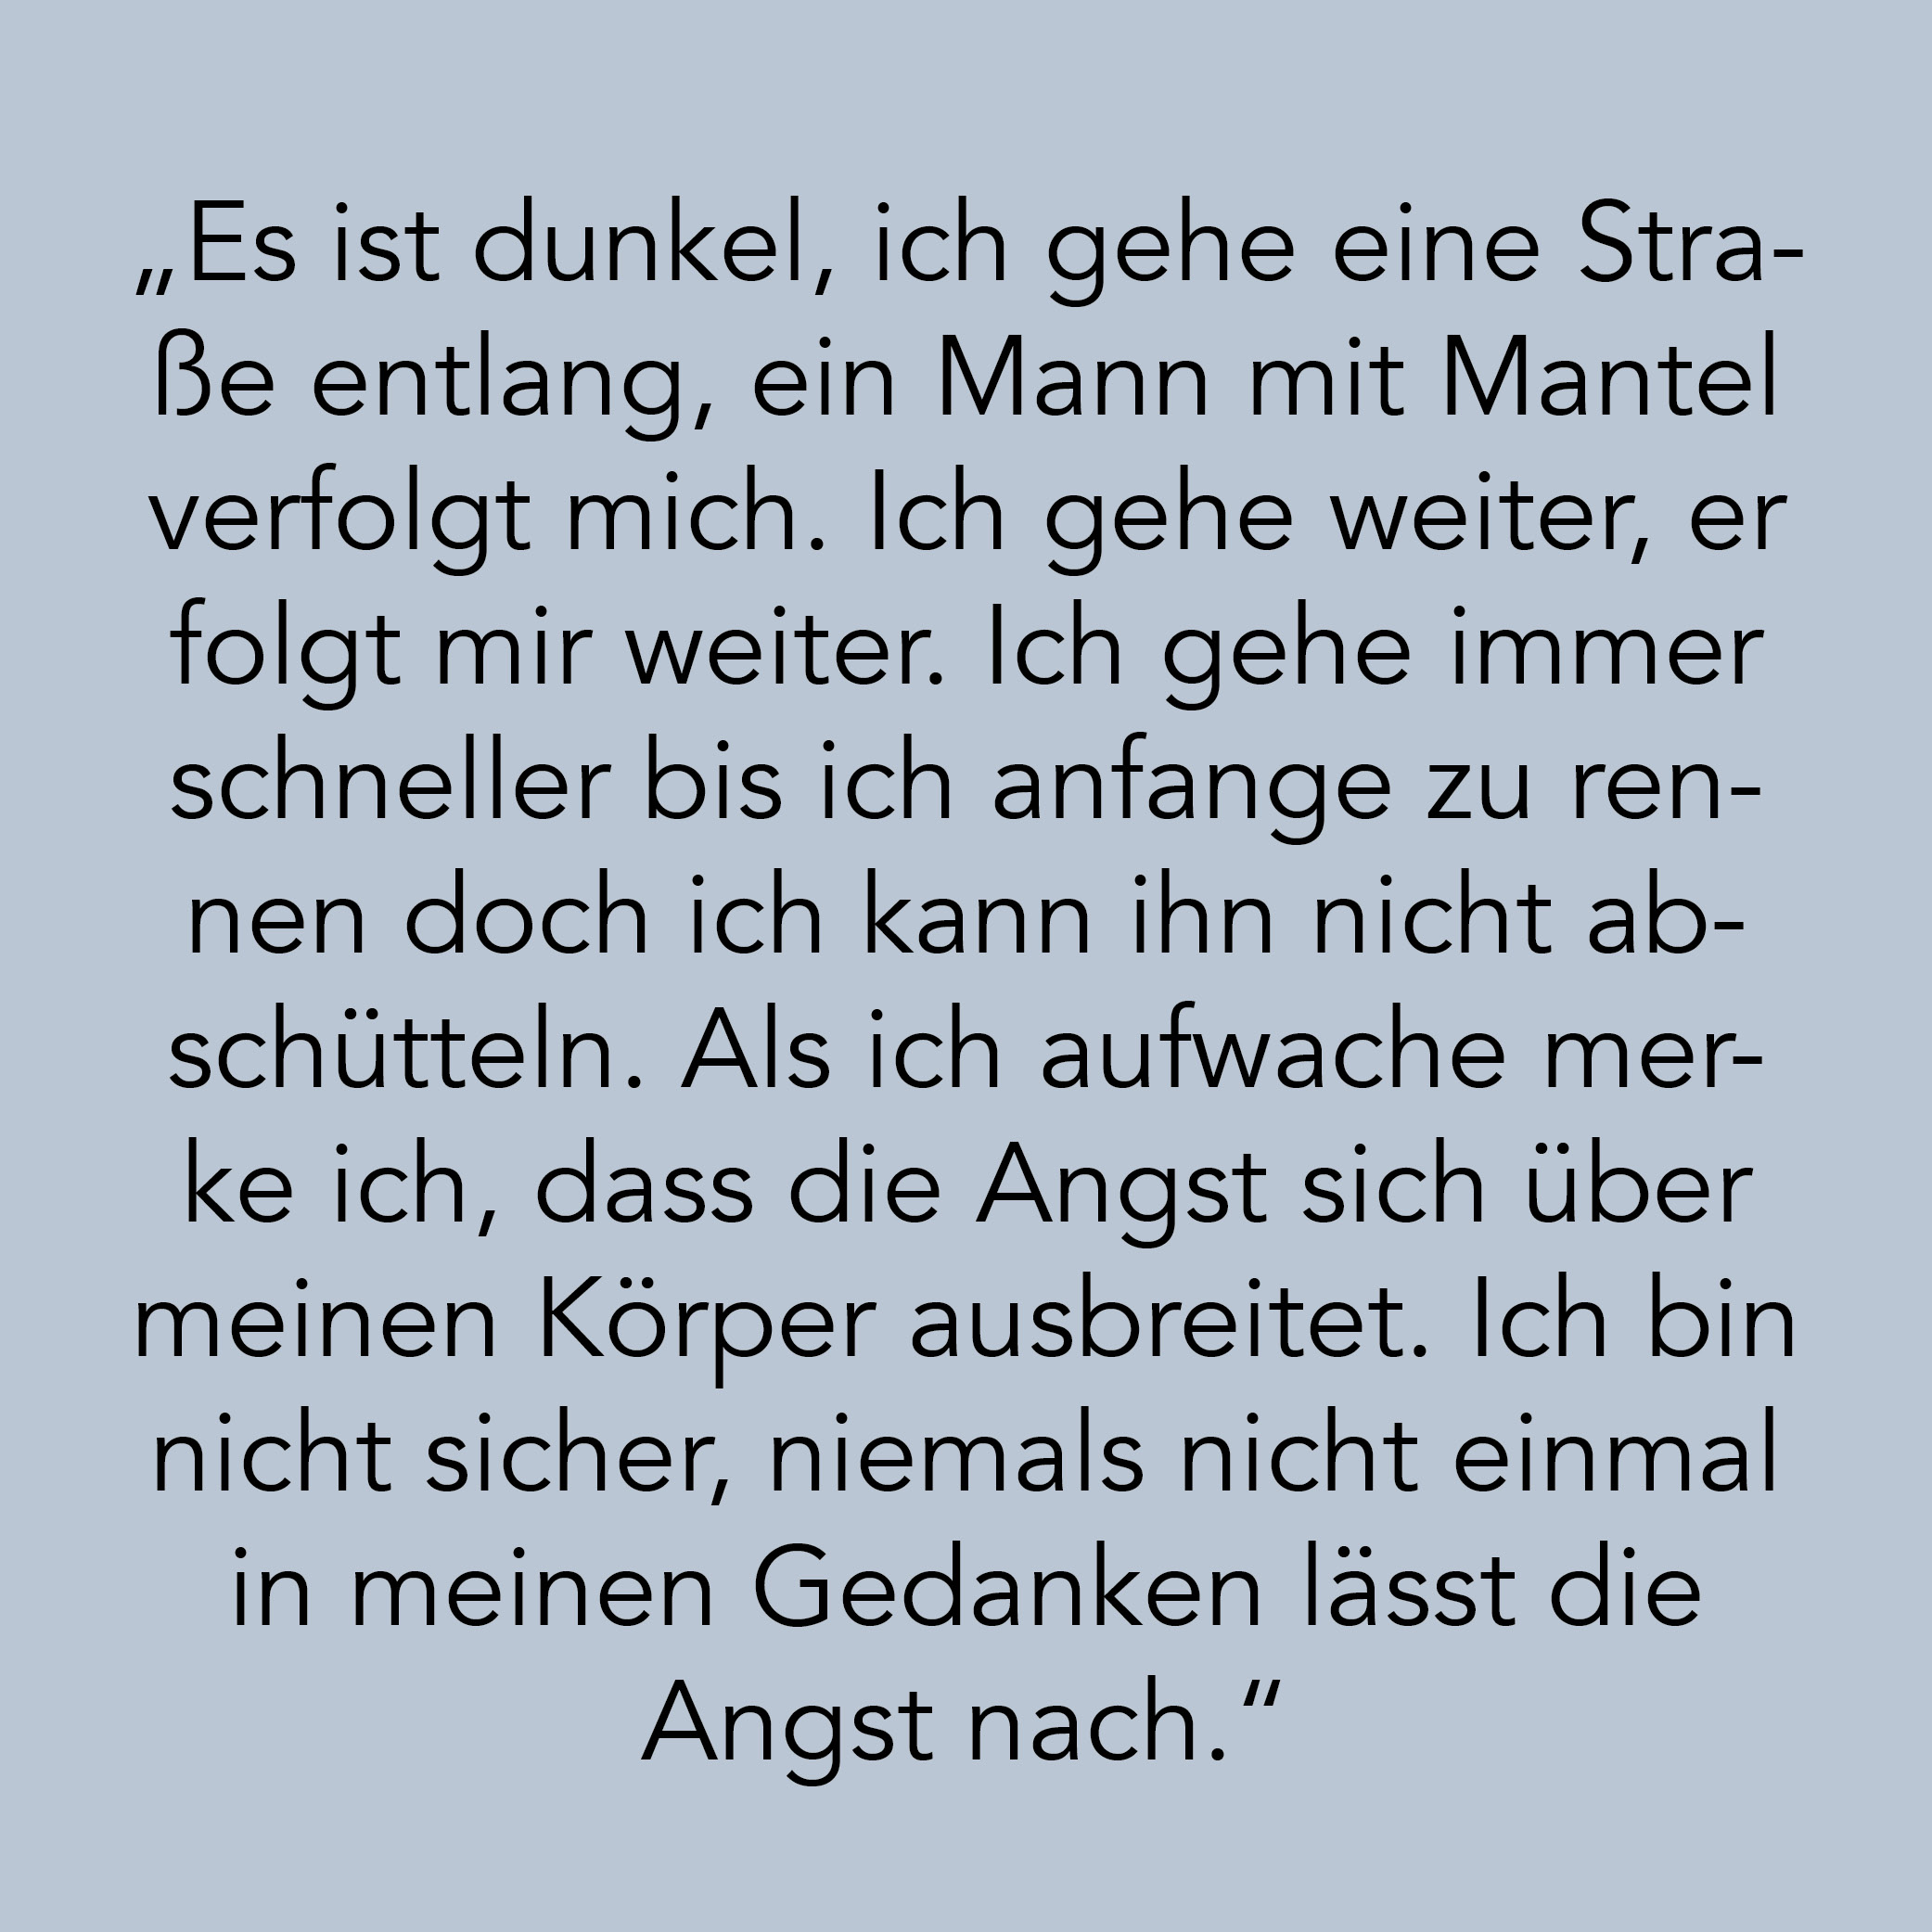 „Es ist dunkel, ich gehe eine Stra-
ße entlang, ein Mann mit Mantel
verfolgt mich. Ich gehe weiter, er
folgt mir weiter. Ich gehe immer
schneller bis ich anfange zu ren-
nen doch ich kann ihn nicht ab-
schütteln. Als ich aufwache mer-
ke ich, dass die Angst sich über
meinen Körper ausbreitet. Ich bin
nicht sicher, niemals nicht einmal
in meinen Gedanken lässt die
Angst nach.“